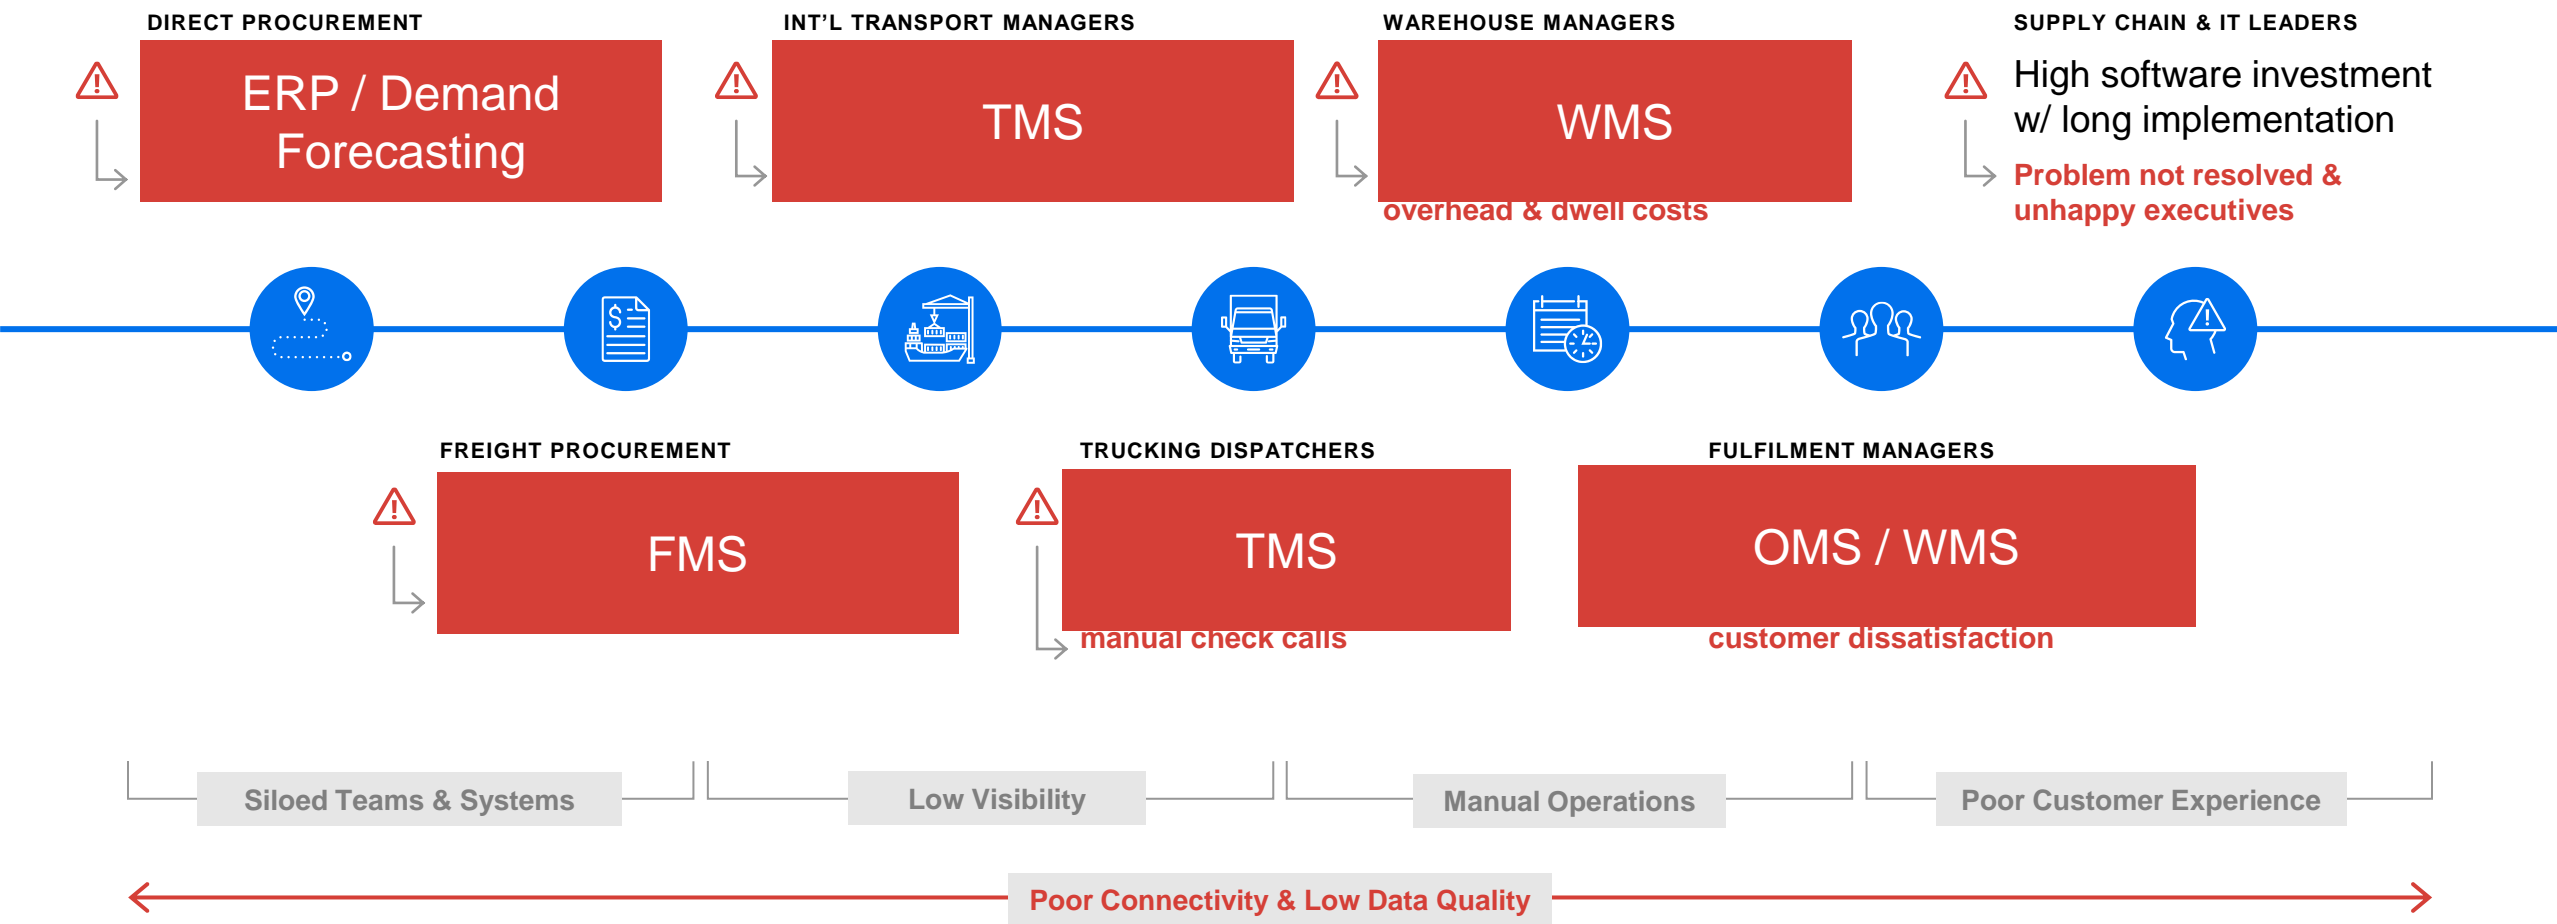 DIRECT PROCUREMENT
ERP / Demand
Forecasting
INT'L TRANSPORT MANAGERS
TMS
WAREHOUSE MANAGERS
WMS
overhead & dwell costs
SUPPLY CHAIN & IT LEADERS
High software investment
w/ long implementation
Problem not resolved &
unhappy executives
FREIGHT PROCUREMENT
FMS
TRUCKING DISPATCHERS
TMS
manual check calls
FULFILMENT MANAGERS
OMS / WMS
customer dissatisfaction
Siloed Teams & Systems
Low Visibility
Manual Operations
Poor Customer Experience
Poor Connectivity & Low Data Quality